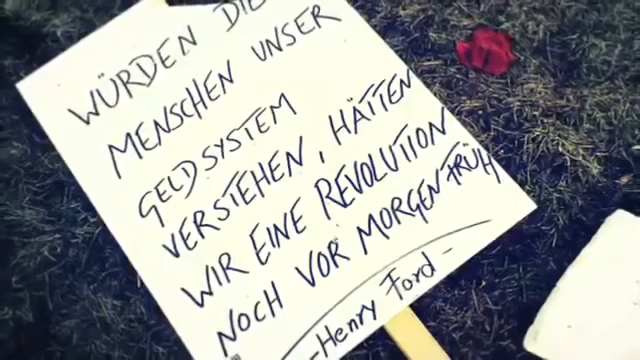 WÜRDEN DIE
MENSCHEN UNSER
GELDSYSTEM
VERSTEHEN, HÄTTEN
WIR EINE REVOLUTION
NOCH VOR MORGEN FRÜH
-Henry Ford-